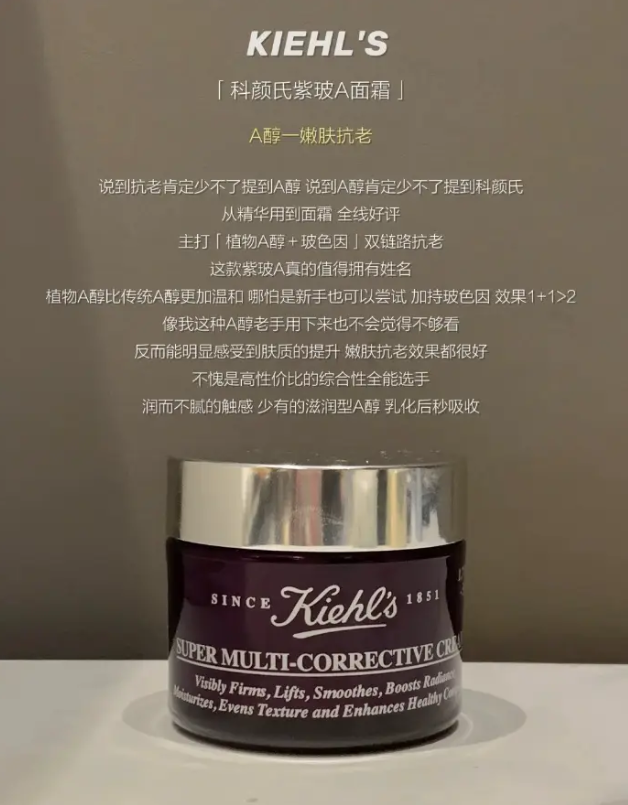 KIEHL'S
「科颜氏紫玻A面霜」
A醇一嫩肤抗老
说到抗老肯定少不了提到A醇 说到A醇肯定少不了提到科颜氏
从精华用到面霜 全线好评
主打「植物A醇+玻色因」双链路抗老
这款紫玻A真的值得拥有姓名
植物A醇比传统A醇更加温和 哪怕是新手也可以尝试 加持玻色因 效果1+1>2
像我这种A醇老手用下来也不会觉得不够看
反而能明显感受到肤质的提升 嫩肤抗老效果都很好
不愧是高性价比的综合性全能选手
润而不腻的触感 少有的滋润型A醇 乳化后秒吸收
SINCE Kiehl's 1851
SUPER MULTI-CORRECTIVE
Visibly Firms, Lifts, Smoothes, Boosts Radiance,
Moisturizes, Evens Texture and Enhances Healthy